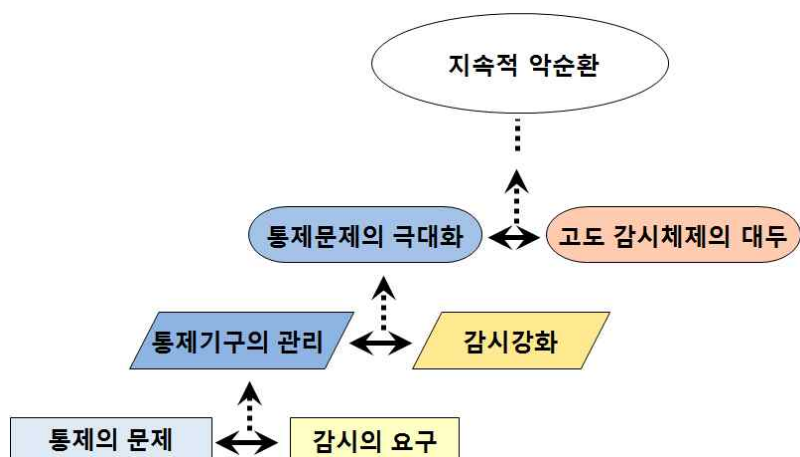 지속적 악순환
통제문제의 극대화
고도 감시체제의 대두
통제기구의 관리
감시강화
통제의 문제
감시의 요구